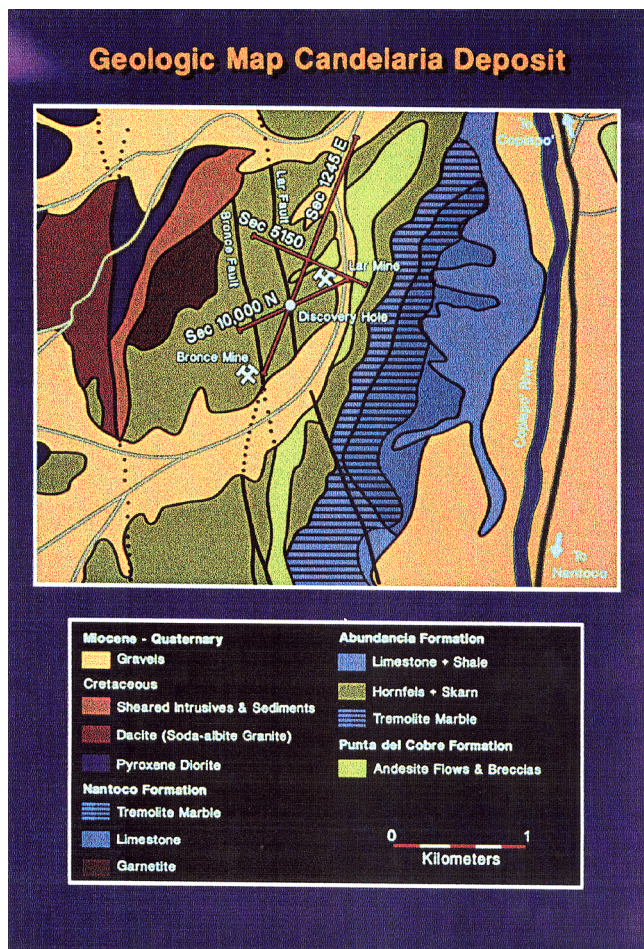 Geologic Map Candelaria Deposit
To
Copiapo'
Sec 1245 E
Lar Fault
Bronce Fault
Sec 5150
Lar Mine
Sec 10,000 N
Discovery Hole
Bronce Mine
Copiapo' River
To
Nantoco
Miocene - Quaternary
Gravels
Cretaceous
Sheared Intrusives & Sediments
Dacite (Soda-albite Granite)
Pyroxene Diorite
Nantoco Formation
Tremolite Marble
Limestone
Garnetite
Abundancia Formation
Limestone + Shale
Hornfels + Skarn
Tremolite Marble
Punta del Cobre Formation
Andesite Flows & Breccias
0 1
Kilometers